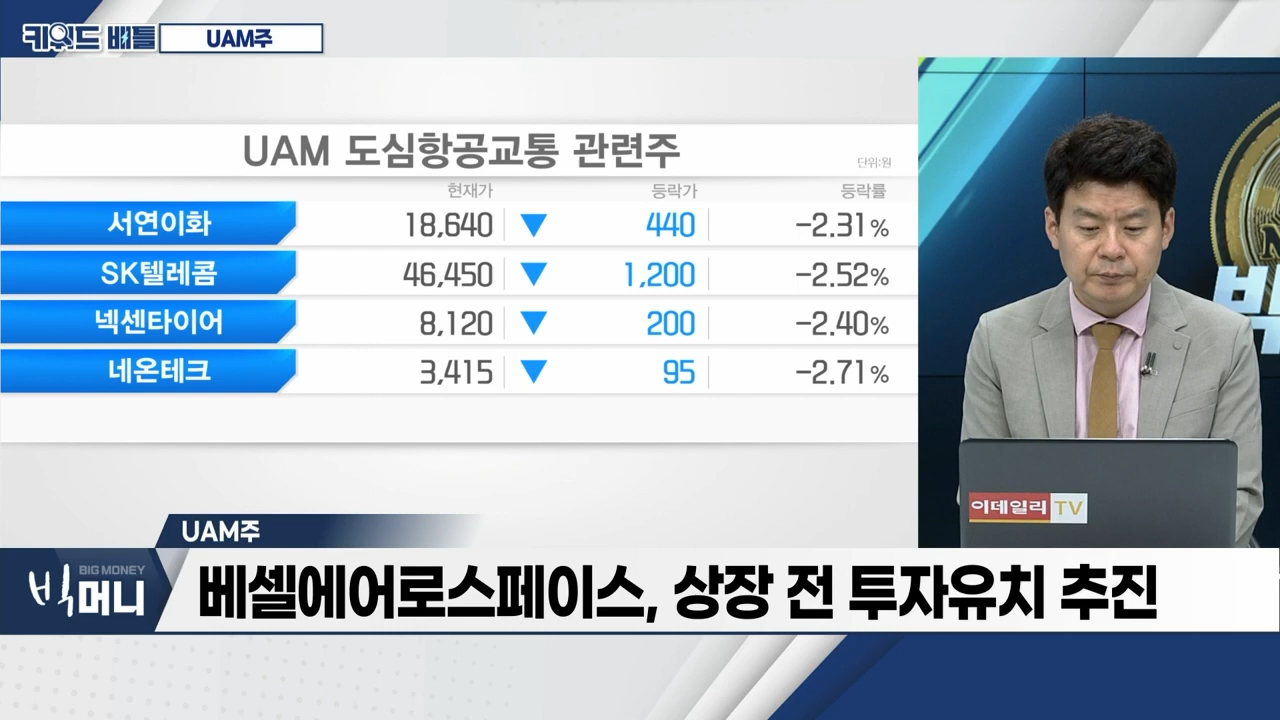 키워드 배틀
UAM주
UAM 도심항공교통 관련주
단위:원
현재가 등락가 등락률
서연이화 18,640 ▼ 440 -2.31%
SK텔레콤 46,450 ▼ 1,200 -2.52%
넥센타이어 8,120 ▼ 200 -2.40%
네온테크 3,415 ▼ 95 -2.71%
이데일리 TV
UAM주
BIG MONEY
빅머니
베셀에어로스페이스, 상장 전 투자유치 추진